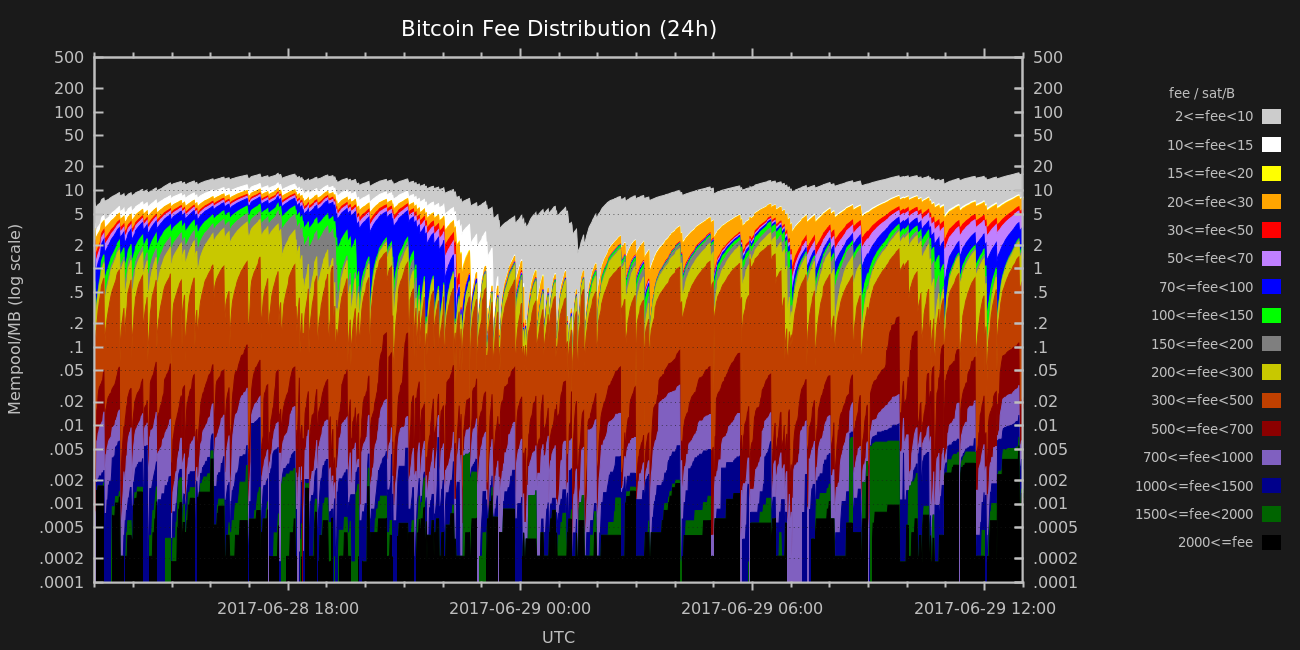 Bitcoin Fee Distribution (24h)
500 500
200 200
100 100
50 50
20 20
10 10
5 5
2 2
1 1
.5 .5
.2 .2
.1 .1
.05 .05
.02 .02
.01 .01
.005 .005
.002 .002
.001 .001
.0005 .0005
.0002 .0002
.0001 .0001
Mempool/MB (log scale)
2017-06-28 18:00 2017-06-29 00:00 2017-06-29 06:00 2017-06-29 12:00
UTC
fee / sat/B
2<=fee<10
10<=fee<15
15<=fee<20
20<=fee<30
30<=fee<50
50<=fee<70
70<=fee<100
100<=fee<150
150<=fee<200
200<=fee<300
300<=fee<500
500<=fee<700
700<=fee<1000
1000<=fee<1500
1500<=fee<2000
2000<=fee